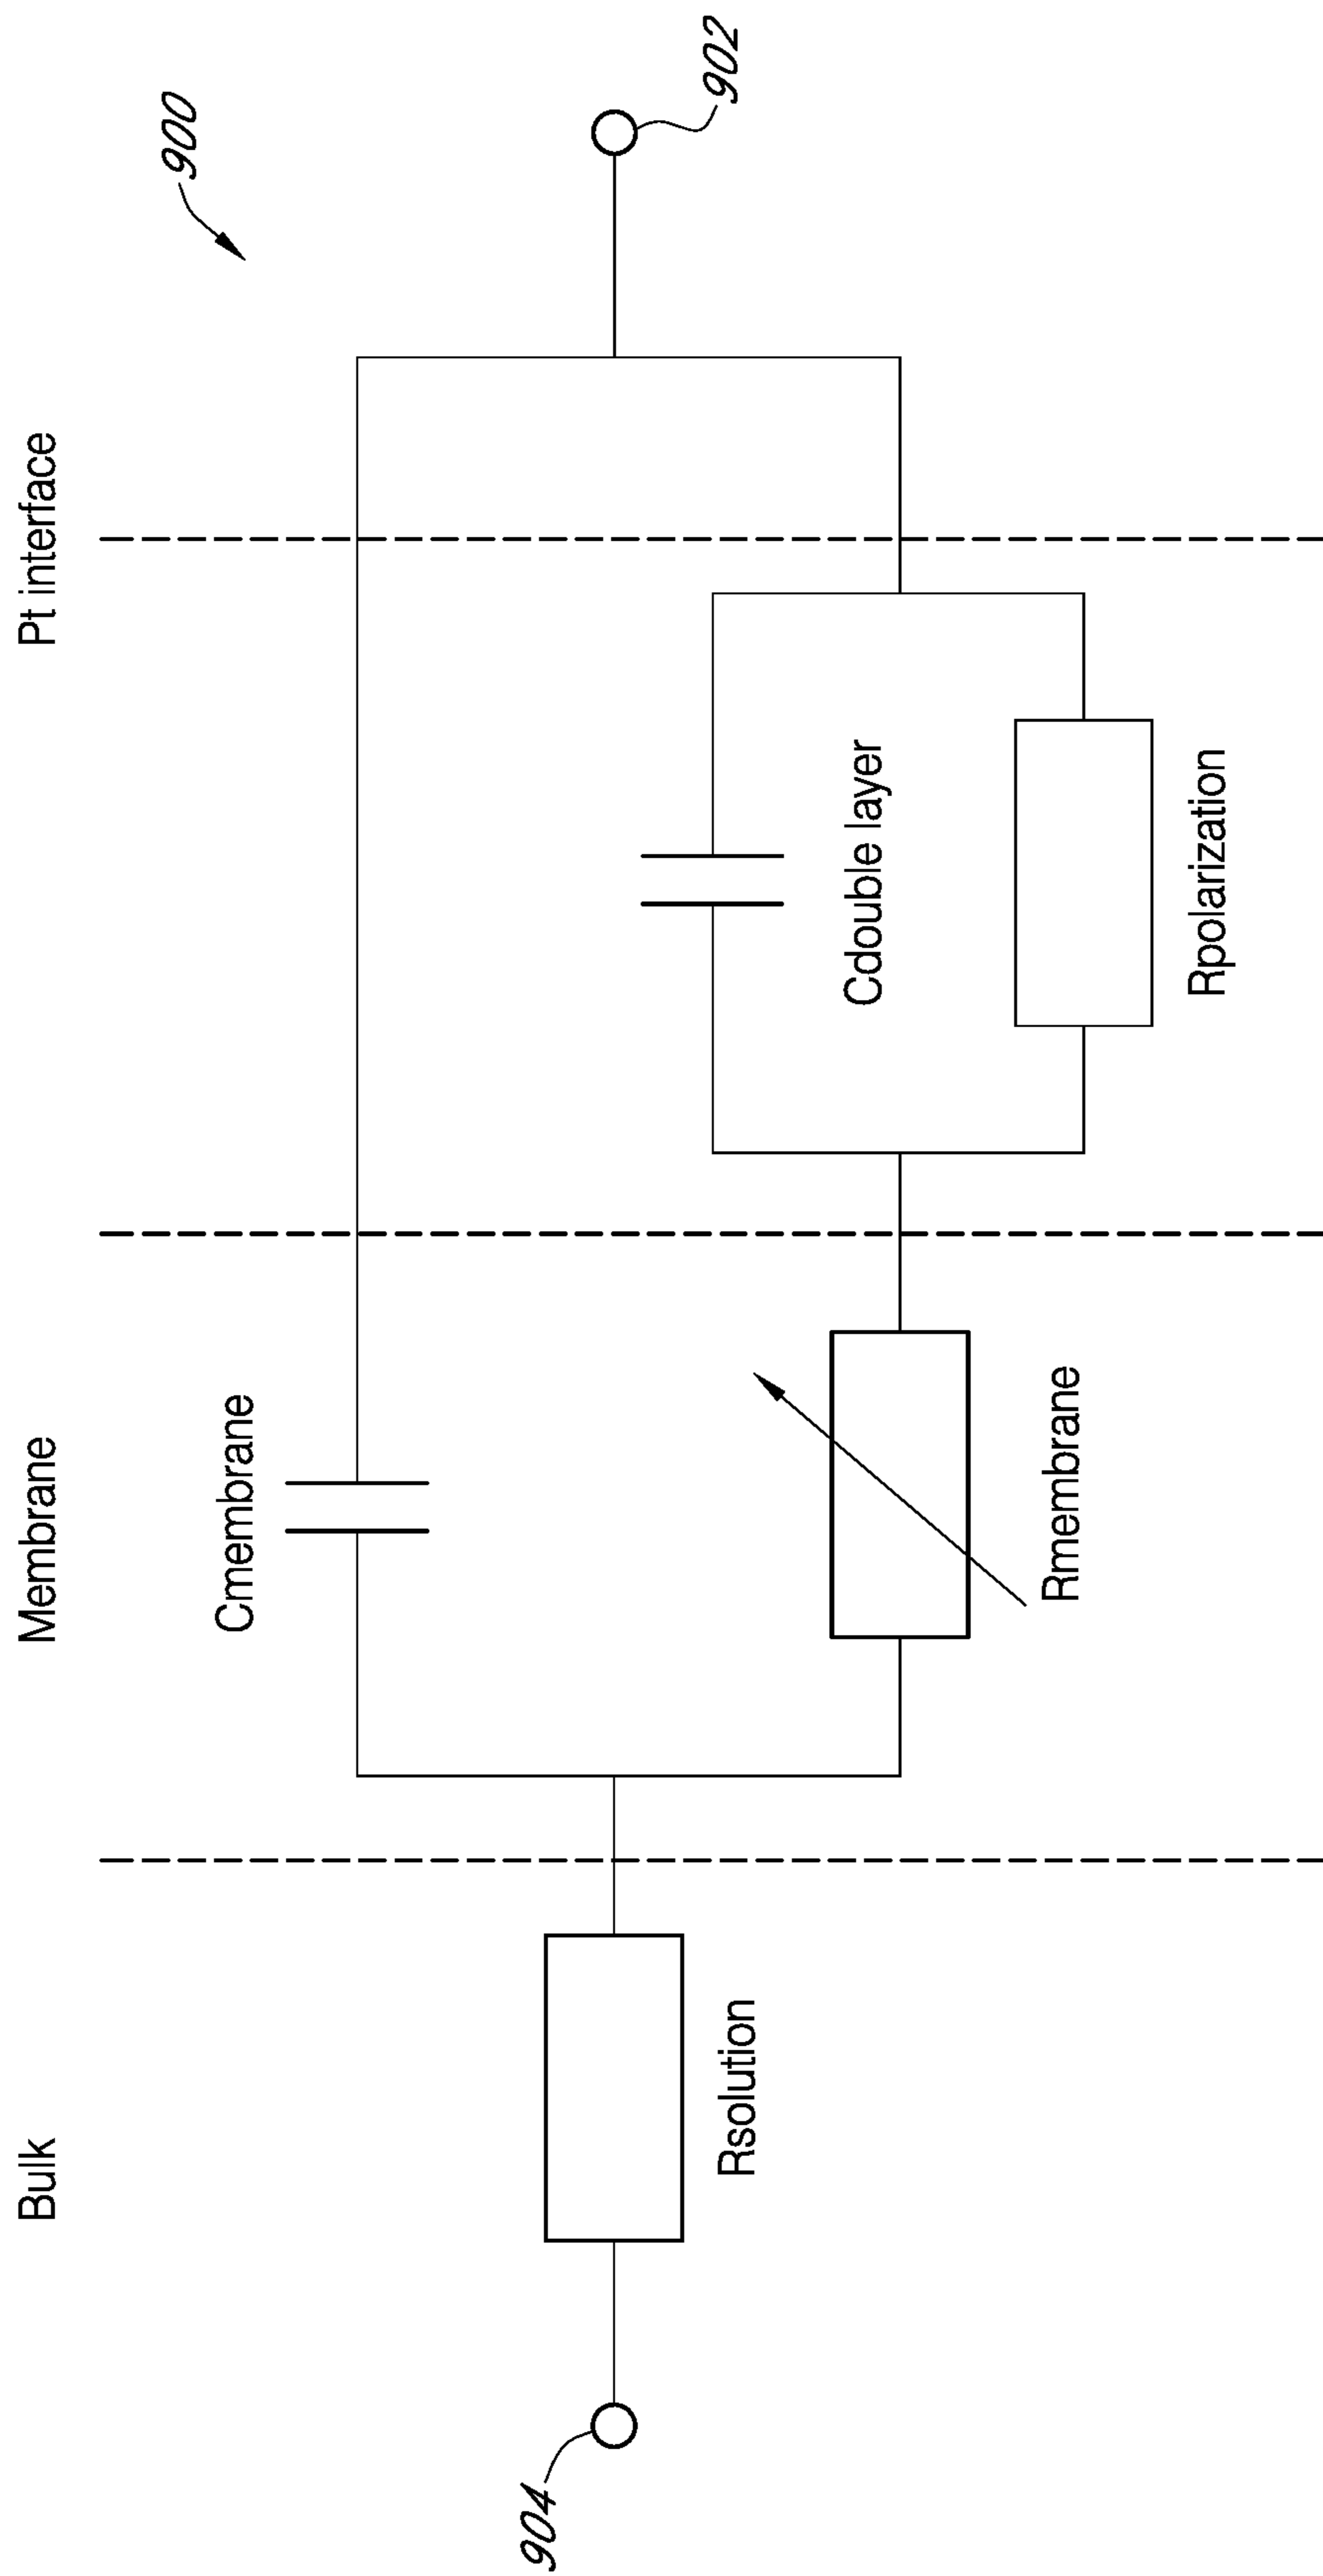 900
Bulk
Membrane
Pt interface
Cmembrane
902
904
Rsolution
Cdouble layer
Rmembrane
Rpolarization